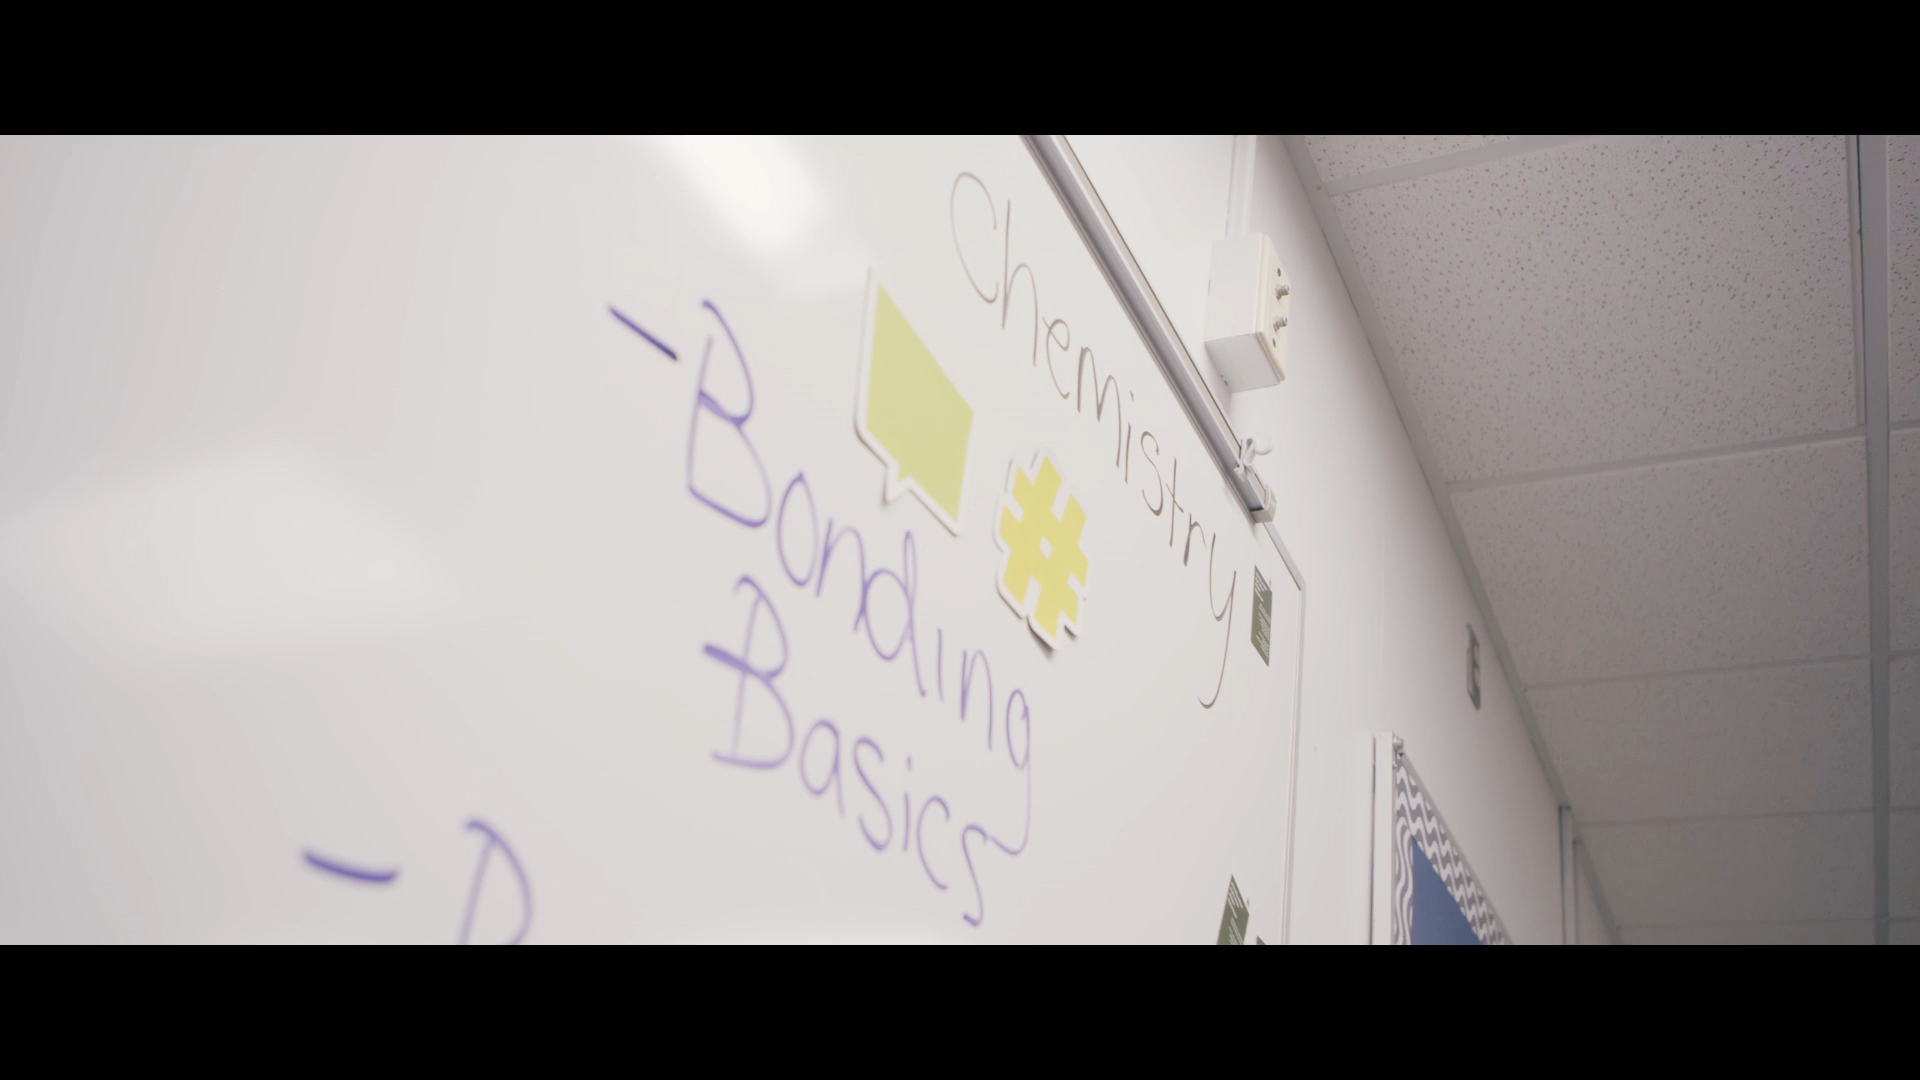 Chemistry
#
- Bonding
Basics
-